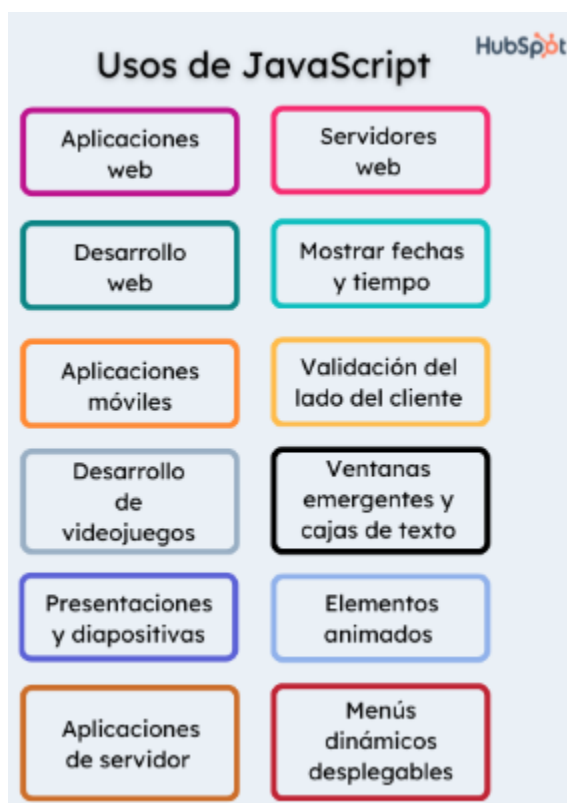 HubSpot
Usos de JavaScript
Aplicaciones
web
Servidores
web
Desarrollo
web
Mostrar fechas
y tiempo
Aplicaciones
móviles
Validación del
lado del cliente
Desarrollo
de
videojuegos
Ventanas
emergentes y
cajas de texto
Presentaciones
y diapositivas
Elementos
animados
Aplicaciones
de servidor
Menús
dinámicos
desplegables